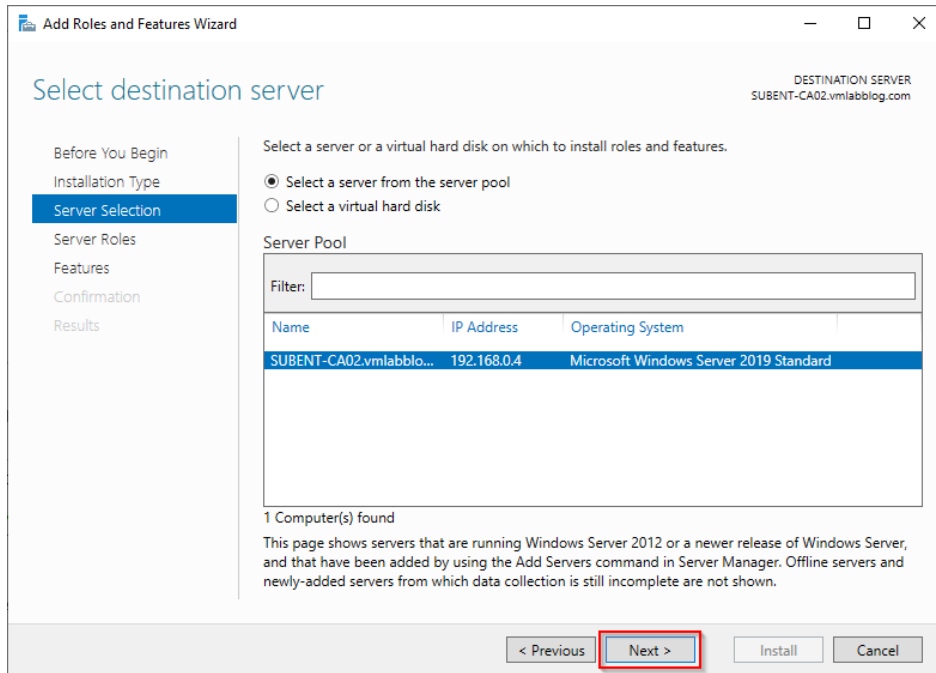 Add Roles and Features Wizard
Select destination server
DESTINATION SERVER
SUBENT-CA02.vmlabblog.com
Before You Begin
Installation Type
Server Selection
Server Roles
Features
Confirmation
Results
Select a server or a virtual hard disk on which to install roles and features.
Select a server from the server pool
Select a virtual hard disk
Server Pool
Filter:
Name IP Address Operating System
SUBENT-CA02.vmlabblo... 192.168.0.4 Microsoft Windows Server 2019 Standard
1 Computer(s) found
This page shows servers that are running Windows Server 2012 or a newer release of Windows Server,
and that have been added by using the Add Servers command in Server Manager. Offline servers and
newly-added servers from which data collection is still incomplete are not shown.
< Previous Next > Install Cancel